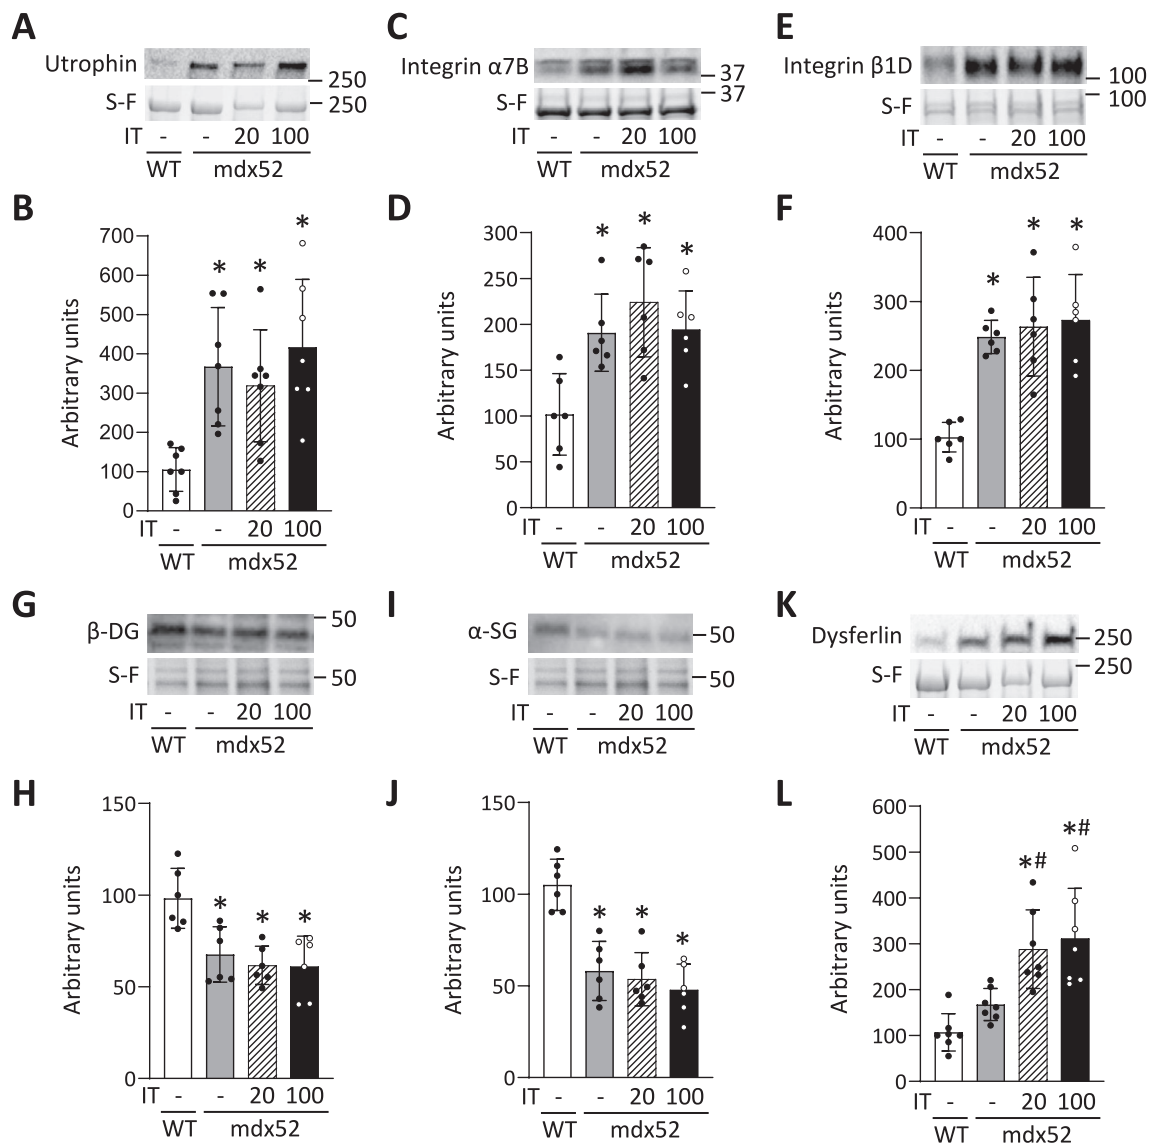 A
Utrophin
250
S-F
250
IT - - 20 100
WT mdx52
C
Integrin α7B
37
37
S-F
IT - - 20 100
WT mdx52
E
Integrin β1D
100
100
S-F
IT - - 20 100
WT mdx52
B
Arbitrary units
700
600
500
400
300
200
100
0
* * *
IT - - 20 100
WT mdx52
D
Arbitrary units
300
250
200
150
100
50
0
* * *
IT - - 20 100
WT mdx52
F
Arbitrary units
400
300
200
100
0
* * *
IT - - 20 100
WT mdx52
G
β-DG
50
S-F
50
IT - - 20 100
WT mdx52
I
α-SG
50
S-F
50
IT - - 20 100
WT mdx52
K
Dysferlin
250
250
S-F
IT - - 20 100
WT mdx52
H
Arbitrary units
150
100
50
0
* * *
IT - - 20 100
WT mdx52
J
Arbitrary units
150
100
50
0
* * *
IT - - 20 100
WT mdx52
L
Arbitrary units
600
500
400
300
200
100
0
*# *#
IT - - 20 100
WT mdx52